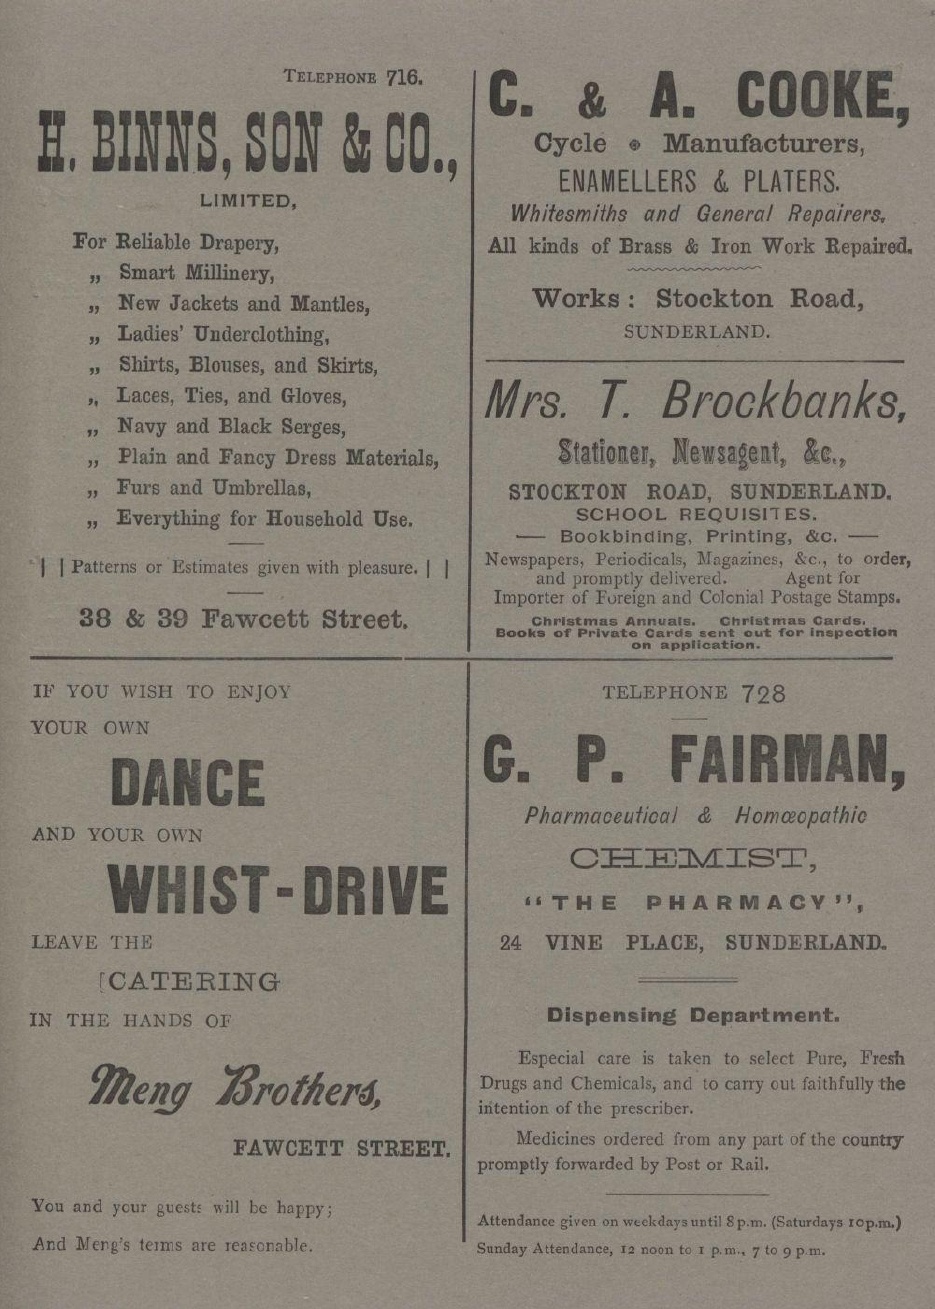 TELEPHONE 716.
H. BINNS, SON & CO.,
LIMITED,
For Reliable Drapery,
„ Smart Millinery,
„ New Jackets and Mantles,
„ Ladies' Underclothing,
„ Shirts, Blouses, and Skirts,
„ Laces, Ties, and Gloves,
„ Navy and Black Serges,
„ Plain and Fancy Dress Materials,
„ Furs and Umbrellas,
„ Everything for Household Use.
| | Patterns or Estimates given with pleasure. | |
38 & 39 Fawcett Street.
C. & A. COOKE,
Cycle Manufacturers,
ENAMELLERS & PLATERS.
Whitesmiths and General Repairers,
All kinds of Brass & Iron Work Repaired.
Works: Stockton Road,
SUNDERLAND.
Mrs. T. Brockbanks,
Stationer, Newsagent, &c.,
STOCKTON ROAD, SUNDERLAND.
SCHOOL REQUISITES.
— Bookbinding, Printing, &c. —
Newspapers, Periodicals, Magazines, &c., to order,
and promptly delivered. Agent for
Importer of Foreign and Colonial Postage Stamps.
Christmas Annuals. Christmas Cards.
Books of Private Cards sent out for inspection
on application.
IF YOU WISH TO ENJOY
YOUR OWN
DANCE
AND YOUR OWN
WHIST-DRIVE
LEAVE THE
[CATERING
IN THE HANDS OF
Meng Brothers,
FAWCETT STREET.
You and your guests will be happy;
And Meng's terms are reasonable.
TELEPHONE 728
G. P. FAIRMAN,
Pharmaceutical & Homœopathic
CHEMIST,
"THE PHARMACY",
24 VINE PLACE, SUNDERLAND.
Dispensing Department.
Especial care is taken to select Pure, Fresh
Drugs and Chemicals, and to carry out faithfully the
intention of the prescriber.
Medicines ordered from any part of the country
promptly forwarded by Post or Rail.
Attendance given on weekdays until 8 p.m. (Saturdays 10 p.m.)
Sunday Attendance, 12 noon to 1 p.m., 7 to 9 p.m.